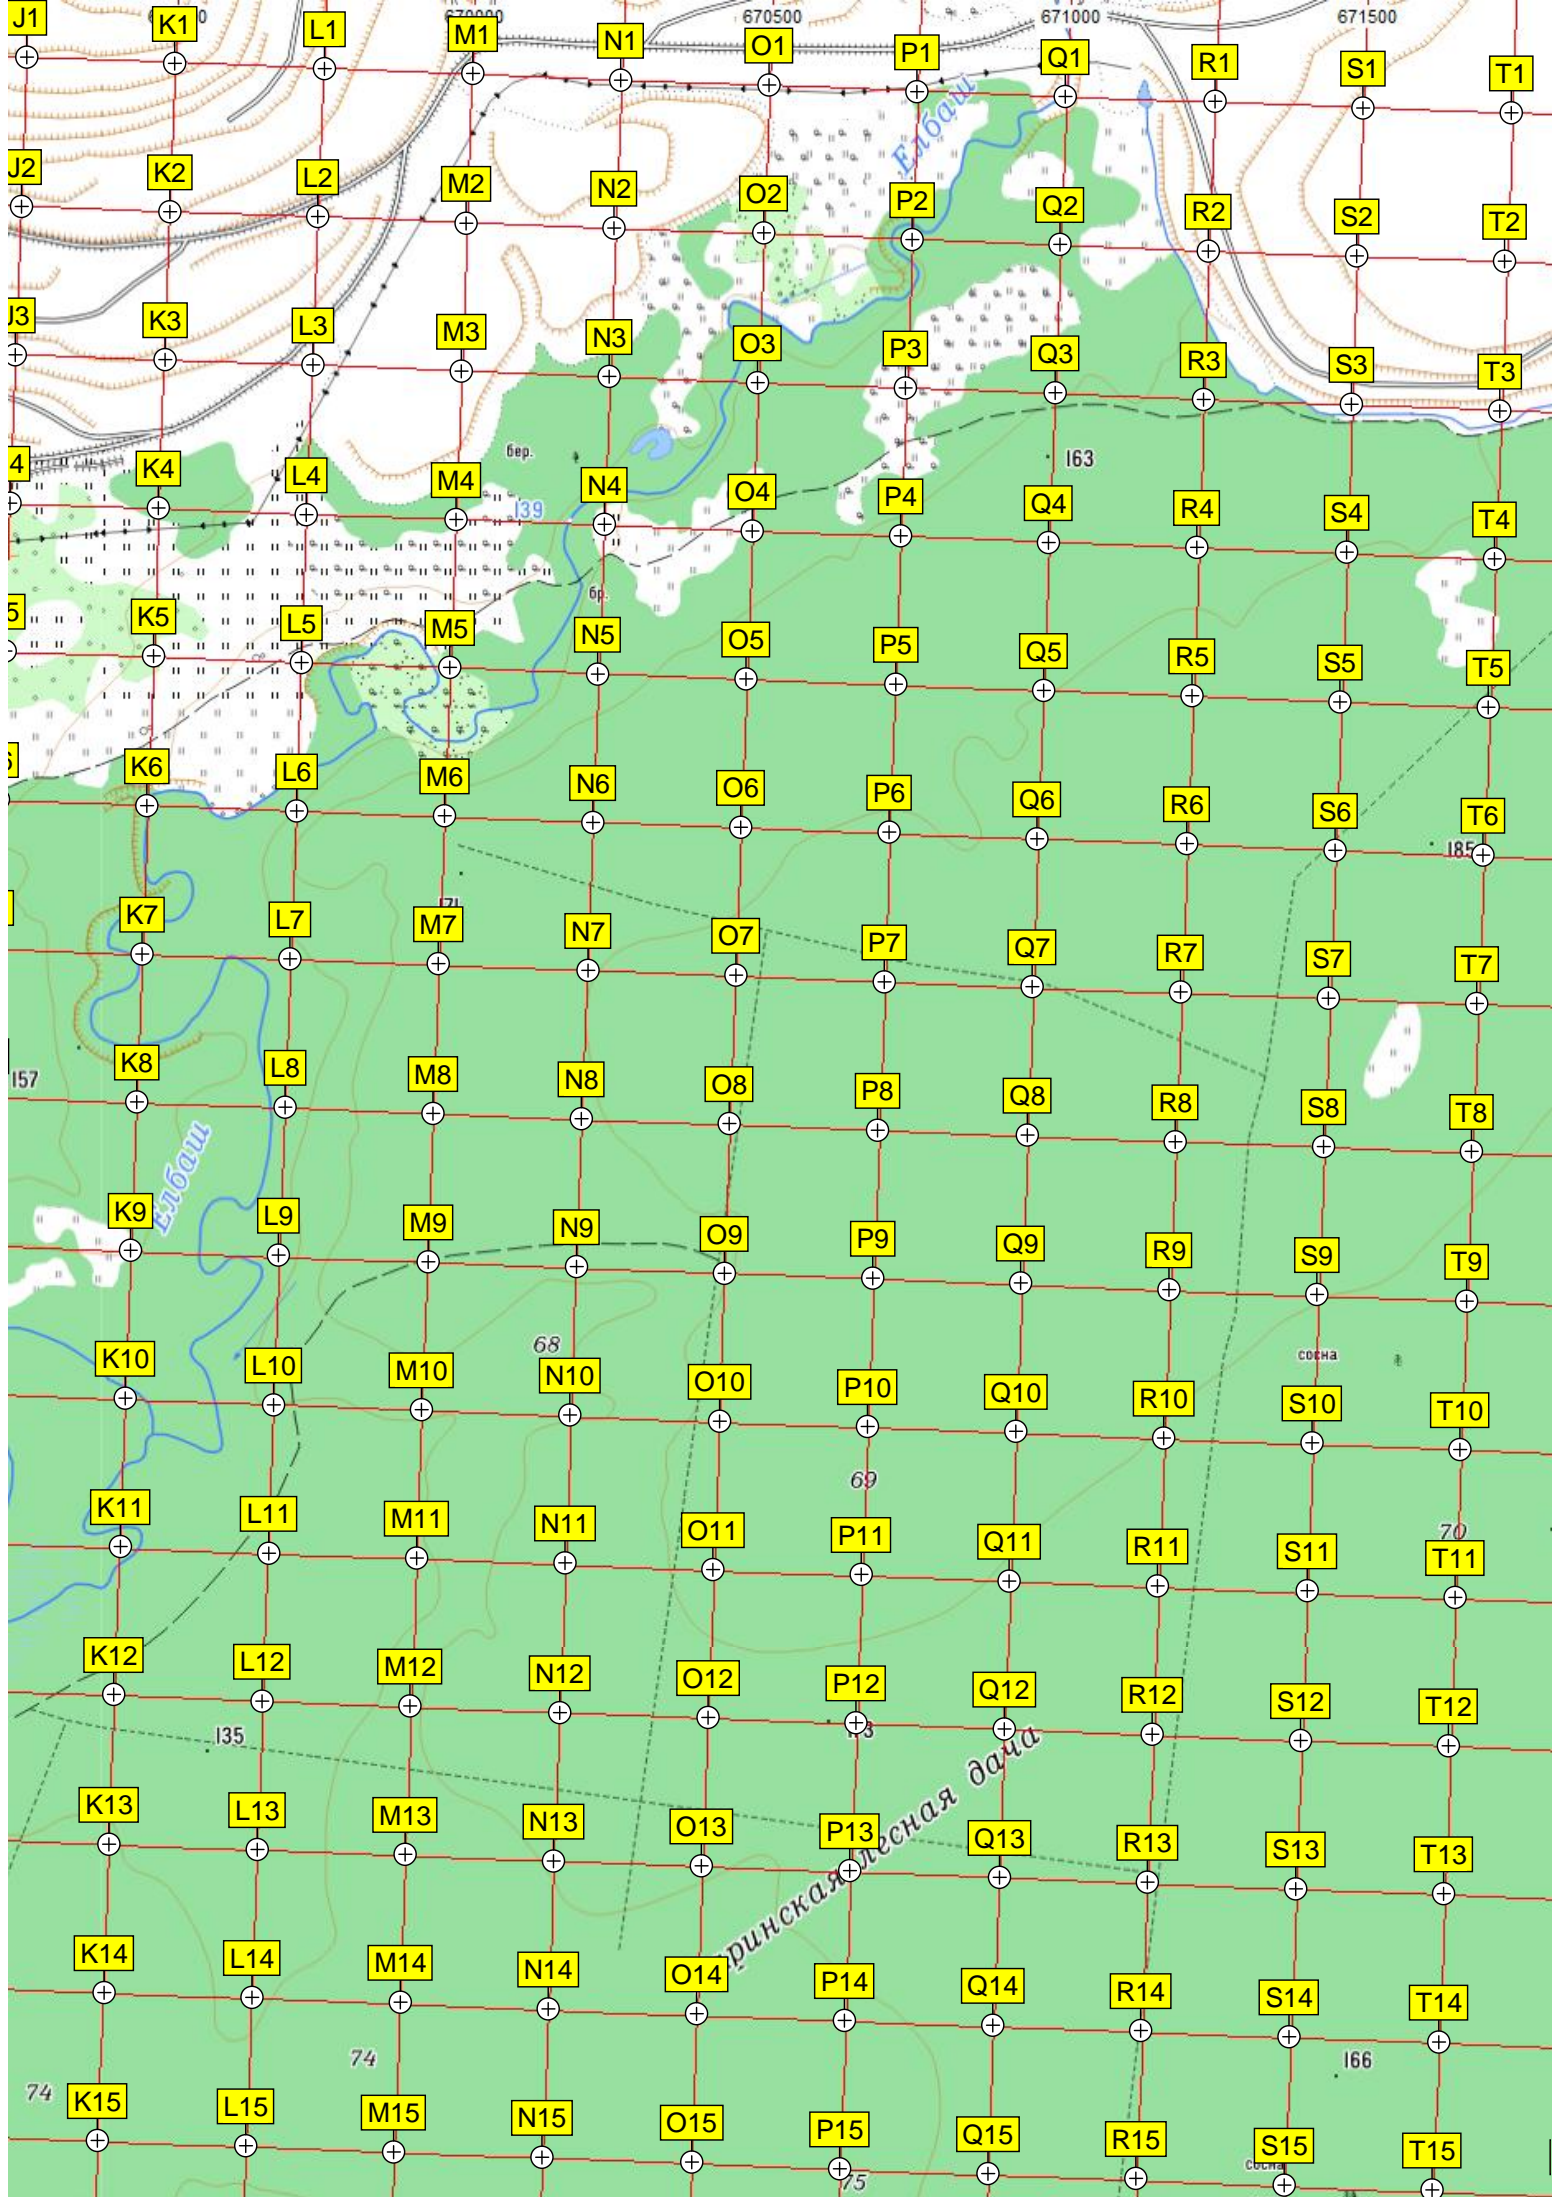 670000 670500 671000 671500
J1 K1 L1 M1 N1 O1 P1 Q1 R1 S1 T1
Елбаш
J2 K2 L2 M2 N2 O2 P2 Q2 R2 S2 T2
J3 K3 L3 M3 N3 O3 P3 Q3 R3 S3 T3
бер. 163
4 K4 L4 M4 N4 O4 P4 Q4 R4 S4 T4
139
бр.
5 K5 L5 M5 N5 O5 P5 Q5 R5 S5 T5
K6 L6 M6 N6 O6 P6 Q6 R6 S6 T6
185
171
K7 L7 M7 N7 O7 P7 Q7 R7 S7 T7
157
K8 L8 M8 N8 O8 P8 Q8 R8 S8 T8
Елбаш
K9 L9 M9 N9 O9 P9 Q9 R9 S9 T9
68 сосна
K10 L10 M10 N10 O10 P10 Q10 R10 S10 T10
69
70
K11 L11 M11 N11 O11 P11 Q11 R11 S11 T11
K12 L12 M12 N12 O12 P12 Q12 R12 S12 T12
135
аринская лесная дача
K13 L13 M13 N13 O13 P13 Q13 R13 S13 T13
K14 L14 M14 N14 O14 P14 Q14 R14 S14 T14
74 166
74
K15 L15 M15 N15 O15 P15 Q15 R15 S15 T15
сосна
75